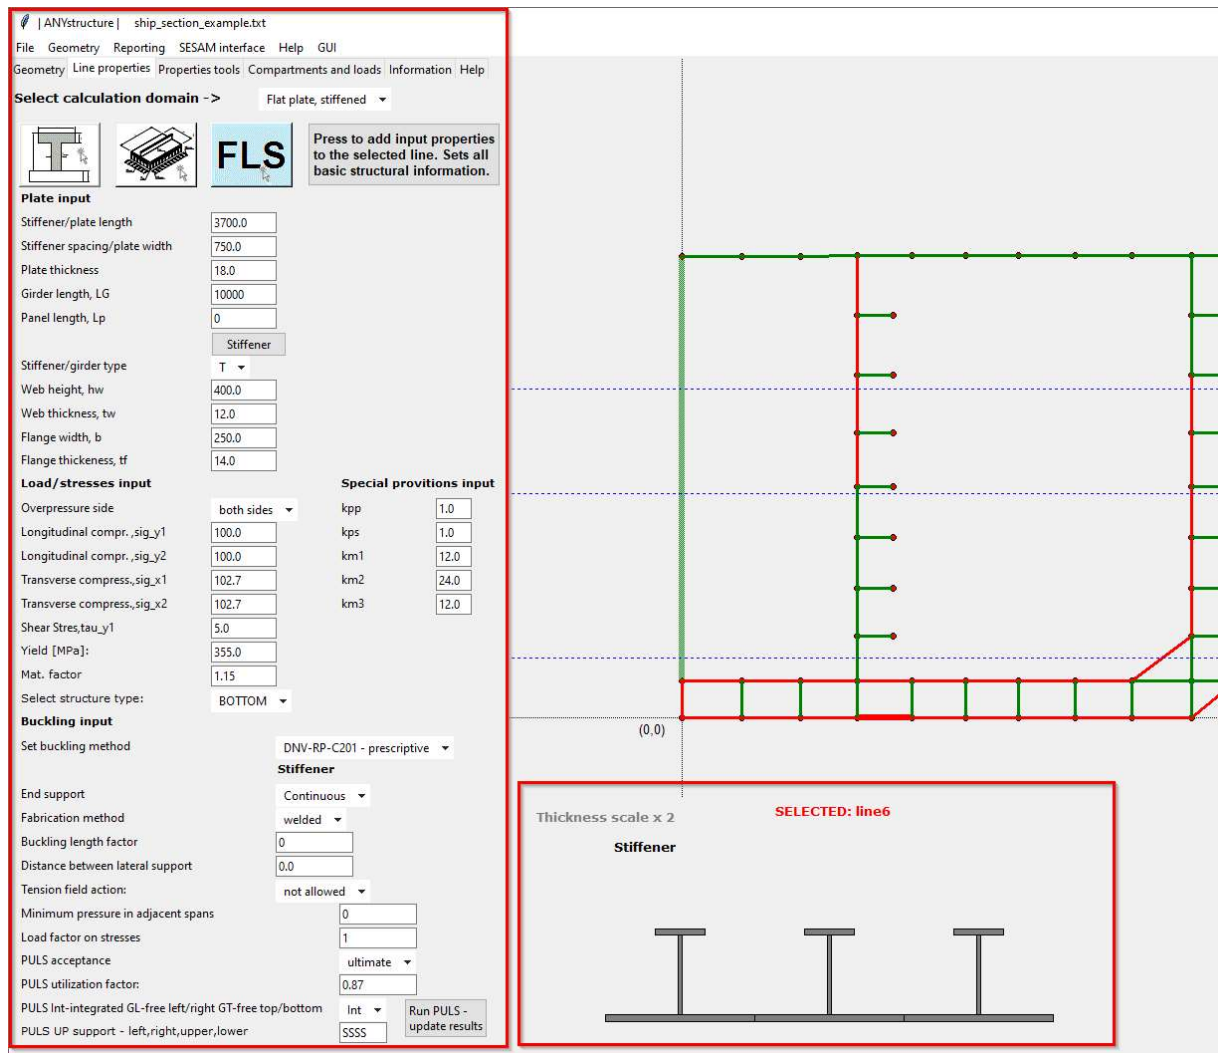 | ANYstructure |    ship_section_example.txt
File Geometry Reporting SESAM interface Help GUI
Geometry Line properties Properties tools Compartments and loads Information Help
Select calculation domain -> Flat plate, stiffened
FLS
Press to add input properties
to the selected line. Sets all
basic structural information.
Plate input
Stiffener/plate length 3700.0
Stiffener spacing/plate width 750.0
Plate thickness 18.0
Girder length, LG 10000
Panel length, Lp 0
Stiffener
Stiffener/girder type T
Web height, hw 400.0
Web thickness, tw 12.0
Flange width, b 250.0
Flange thickeness, tf 14.0
Load/stresses input Special provitions input
Overpressure side both sides kpp 1.0
Longitudinal compr. ,sig_y1 100.0 kps 1.0
Longitudinal compr. ,sig_y2 100.0 km1 12.0
Transverse compress.,sig_x1 102.7 km2 24.0
Transverse compress.,sig_x2 102.7 km3 12.0
Shear Stres,tau_y1 5.0
Yield [MPa]: 355.0
Mat. factor 1.15
Select structure type: BOTTOM
Buckling input
Set buckling method DNV-RP-C201 - prescriptive
Stiffener
End support Continuous
Fabrication method welded
Buckling length factor 0
Distance between lateral support 0.0
Tension field action: not allowed
Minimum pressure in adjacent spans 0
Load factor on stresses 1
PULS acceptance ultimate
PULS utilization factor: 0.87
PULS Int-integrated GL-free left/right GT-free top/bottom Int
PULS UP support - left,right,upper,lower SSSS
Run PULS -
update results
(0,0)
Thickness scale x 2
SELECTED: line6
Stiffener